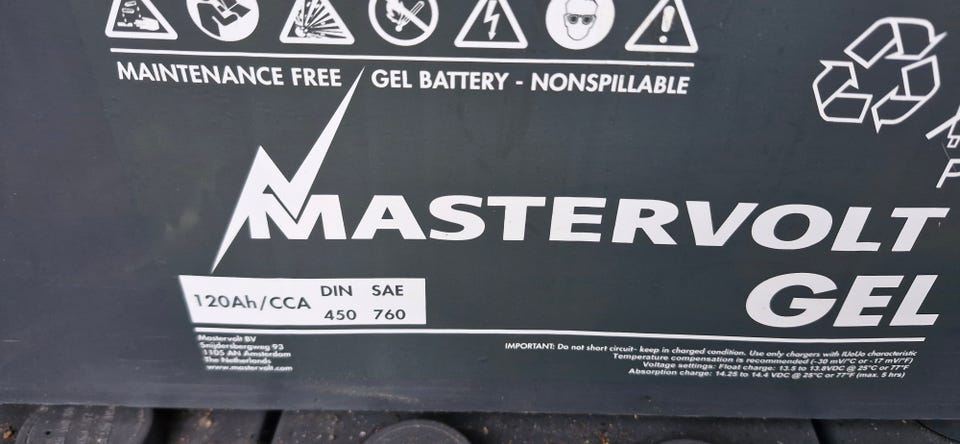 MAINTENANCE FREE GEL BATTERY - NONSPILLABLE
MASTERVOLT
GEL
120Ah/CCA DIN SAE
450 760
Mastervolt BV
Snijdersbergweg 93
1105 AN Amsterdam
The Netherlands
www.mastervolt.com
IMPORTANT: Do not short circuit- keep in charged condition. Use only chargers with IUoUo characteristic
Temperature compensation is recommended (-30 mV/°C or -17 mV/°F)
Voltage settings: Float charge: 13.5 to 13.8VDC @ 25°C or 77°F
Absorption charge: 14.25 to 14.4 VDC @ 25°C or 77°F (max. 5 hrs)